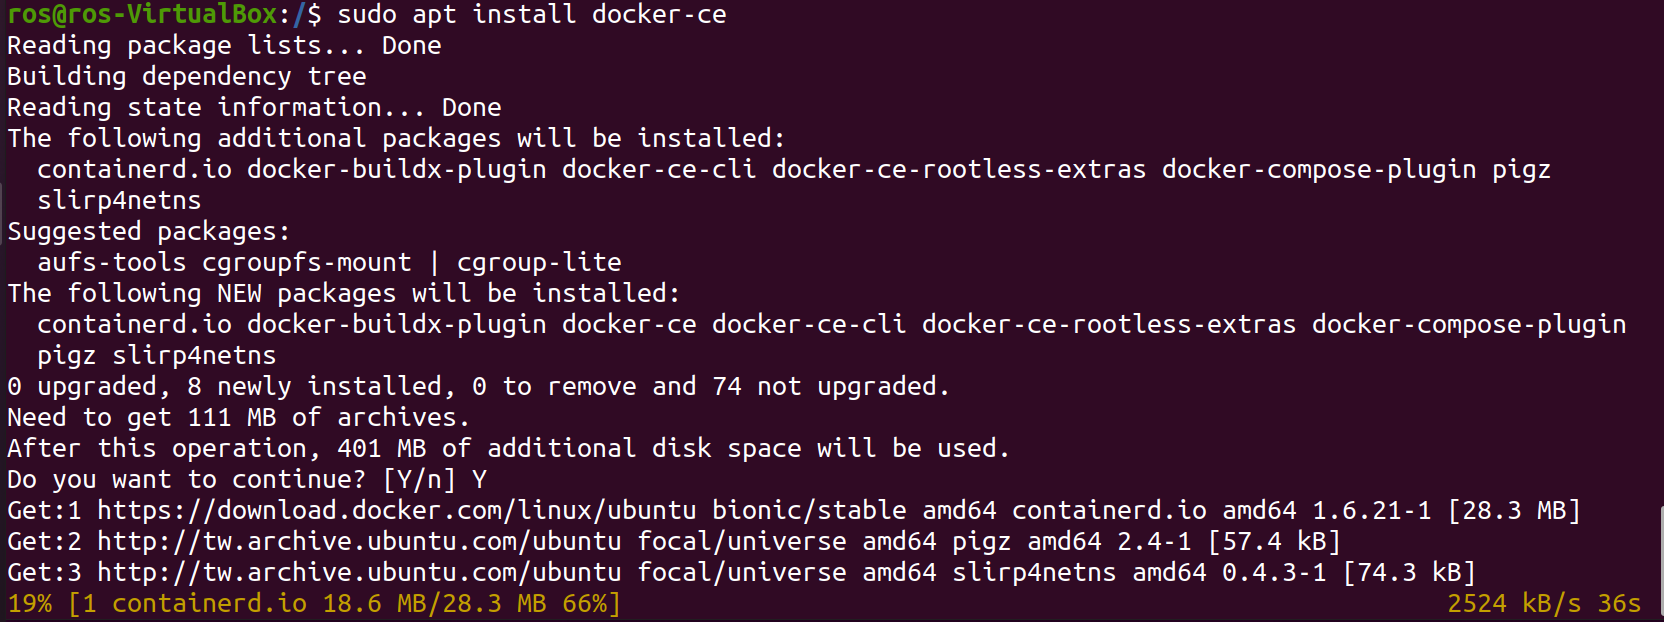 ros@ros-VirtualBox:/$ sudo apt install docker-ce
Reading package lists... Done
Building dependency tree
Reading state information... Done
The following additional packages will be installed:
  containerd.io docker-buildx-plugin docker-ce-cli docker-ce-rootless-extras docker-compose-plugin pigz
  slirp4netns
Suggested packages:
  aufs-tools cgroupfs-mount | cgroup-lite
The following NEW packages will be installed:
  containerd.io docker-buildx-plugin docker-ce docker-ce-cli docker-ce-rootless-extras docker-compose-plugin
  pigz slirp4netns
0 upgraded, 8 newly installed, 0 to remove and 74 not upgraded.
Need to get 111 MB of archives.
After this operation, 401 MB of additional disk space will be used.
Do you want to continue? [Y/n] Y
Get:1 https://download.docker.com/linux/ubuntu bionic/stable amd64 containerd.io amd64 1.6.21-1 [28.3 MB]
Get:2 http://tw.archive.ubuntu.com/ubuntu focal/universe amd64 pigz amd64 2.4-1 [57.4 kB]
Get:3 http://tw.archive.ubuntu.com/ubuntu focal/universe amd64 slirp4netns amd64 0.4.3-1 [74.3 kB]
19% [1 containerd.io 18.6 MB/28.3 MB 66%] 2524 kB/s 36s